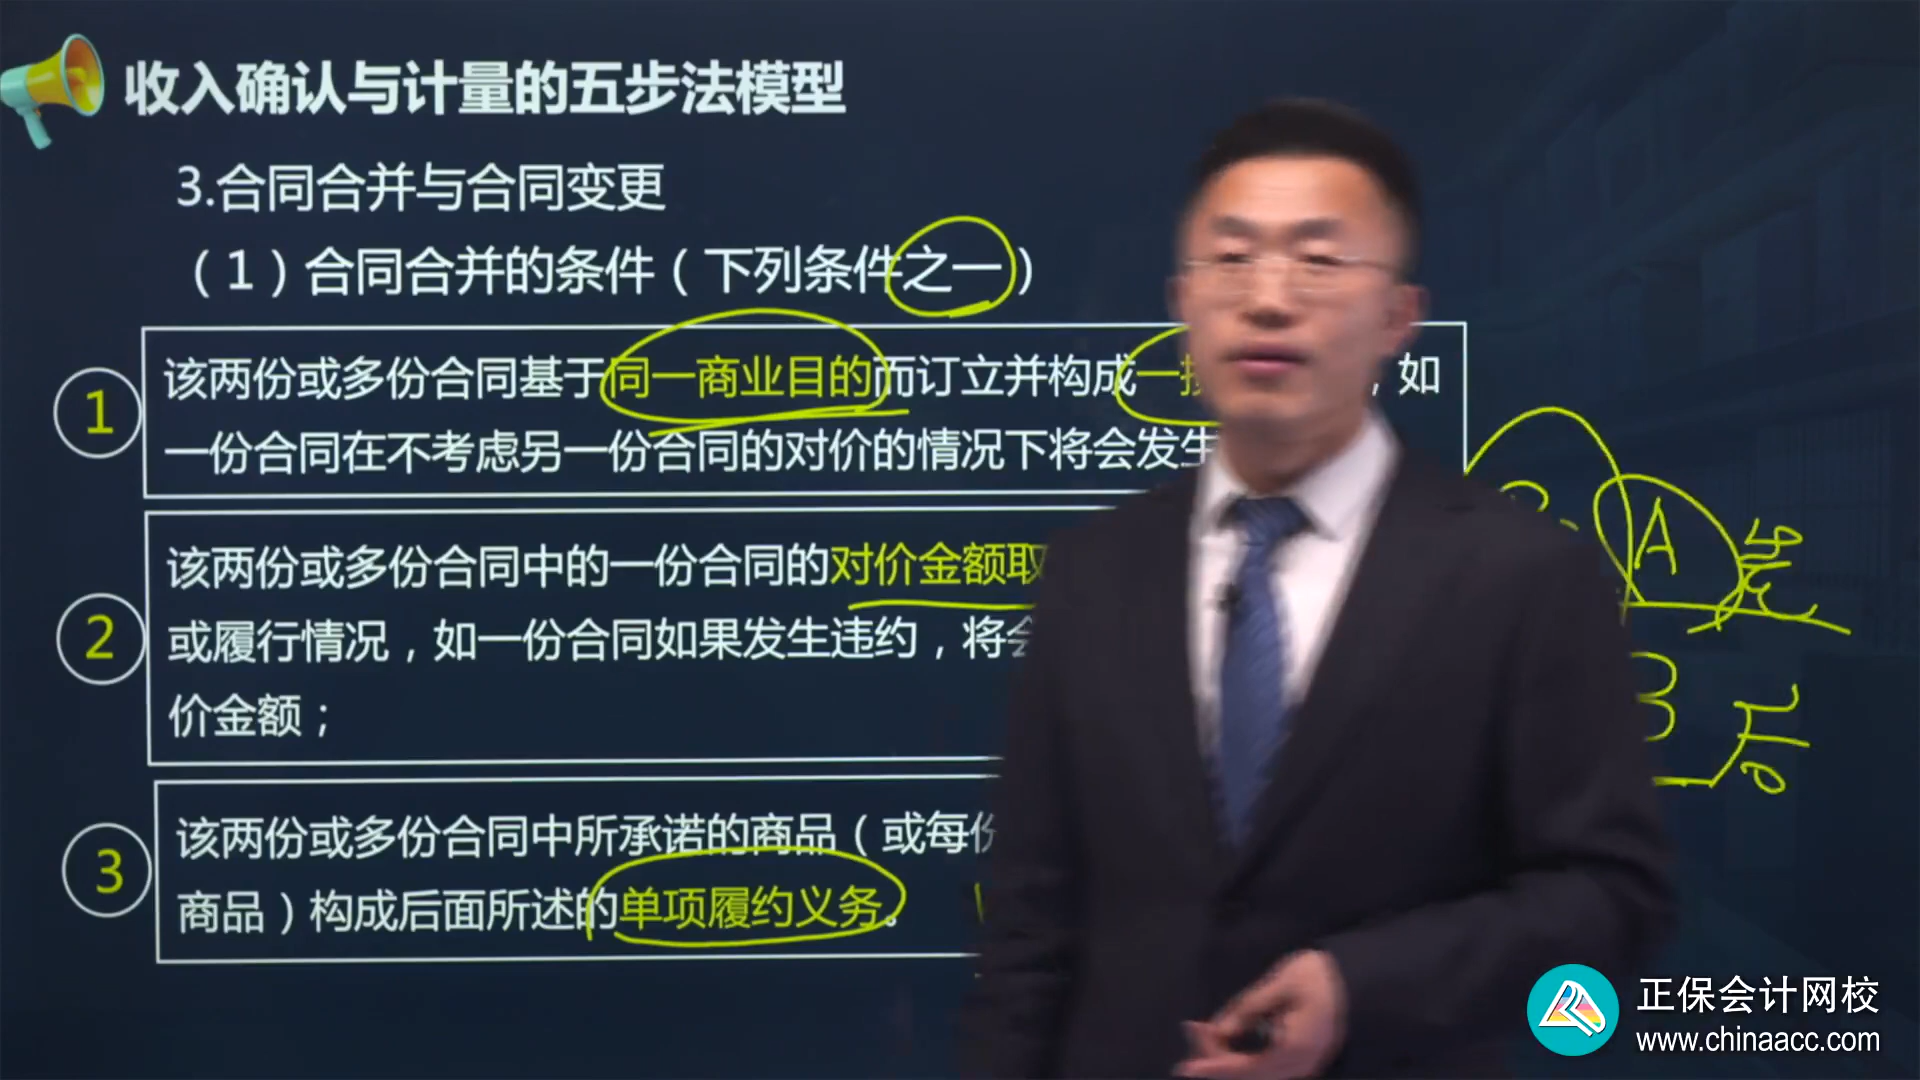 收入确认与计量的五步法模型
3.合同合并与合同变更
（1）合同合并的条件（下列条件之一）
1
该两份或多份合同基于同一商业目的而订立并构成一 ，如
一份合同在不考虑另一份合同的对价的情况下将会发生
2
该两份或多份合同中的一份合同的对价金额取
或履行情况，如一份合同如果发生违约，将会
价金额；
3
该两份或多份合同中所承诺的商品（或每份
商品）构成后面所述的单项履约义务。
A
B
正保会计网校
www.chinaacc.com